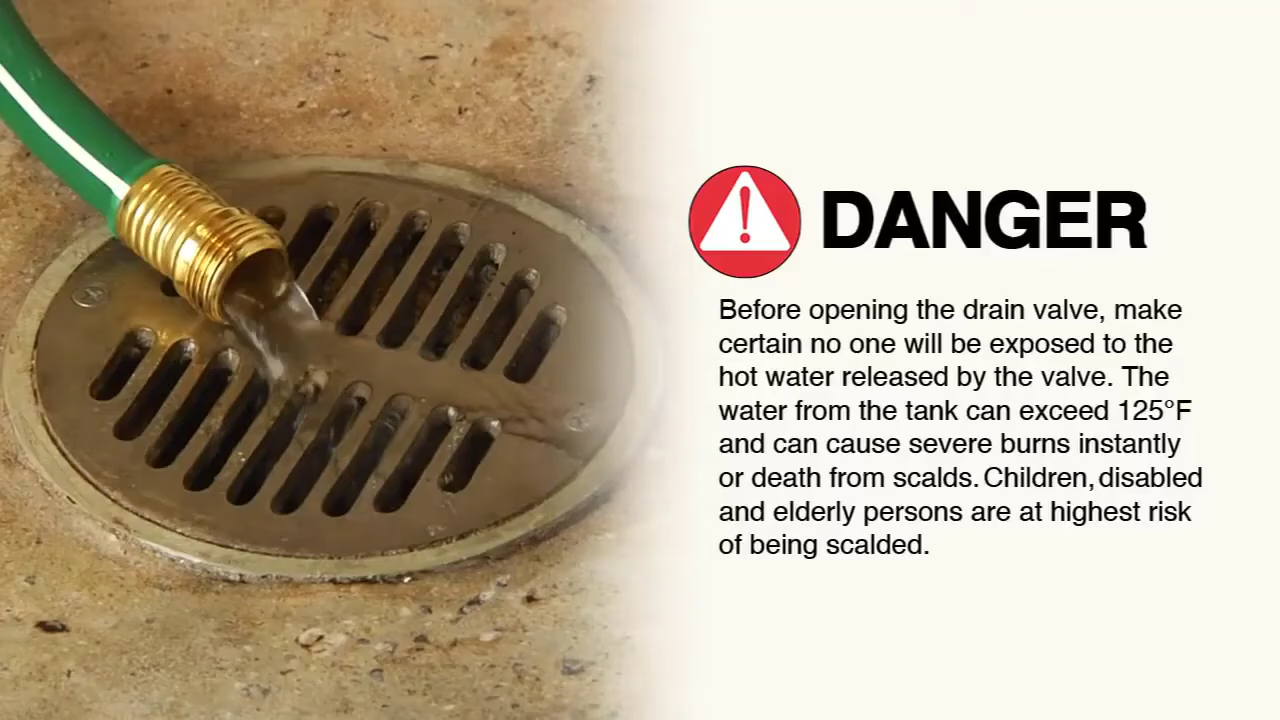 DANGER
Before opening the drain valve, make
certain no one will be exposed to the
hot water released by the valve. The
water from the tank can exceed 125°F
and can cause severe burns instantly
or death from scalds. Children, disabled
and elderly persons are at highest risk
of being scalded.